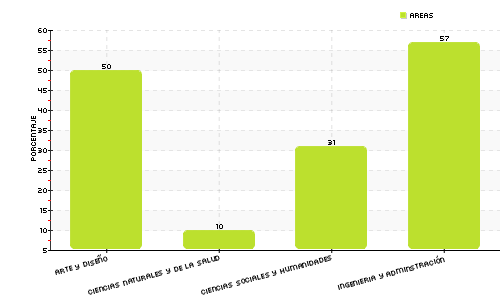 AREAS
PORCENTAJE
60
55
50
45
40
35
30
25
20
15
10
5
50
10
31
57
ARTE Y DISEÑO
CIENCIAS NATURALES Y DE LA SALUD
CIENCIAS SOCIALES Y HUMANIDADES
INGENIERIA Y ADMINSTRACIÓN